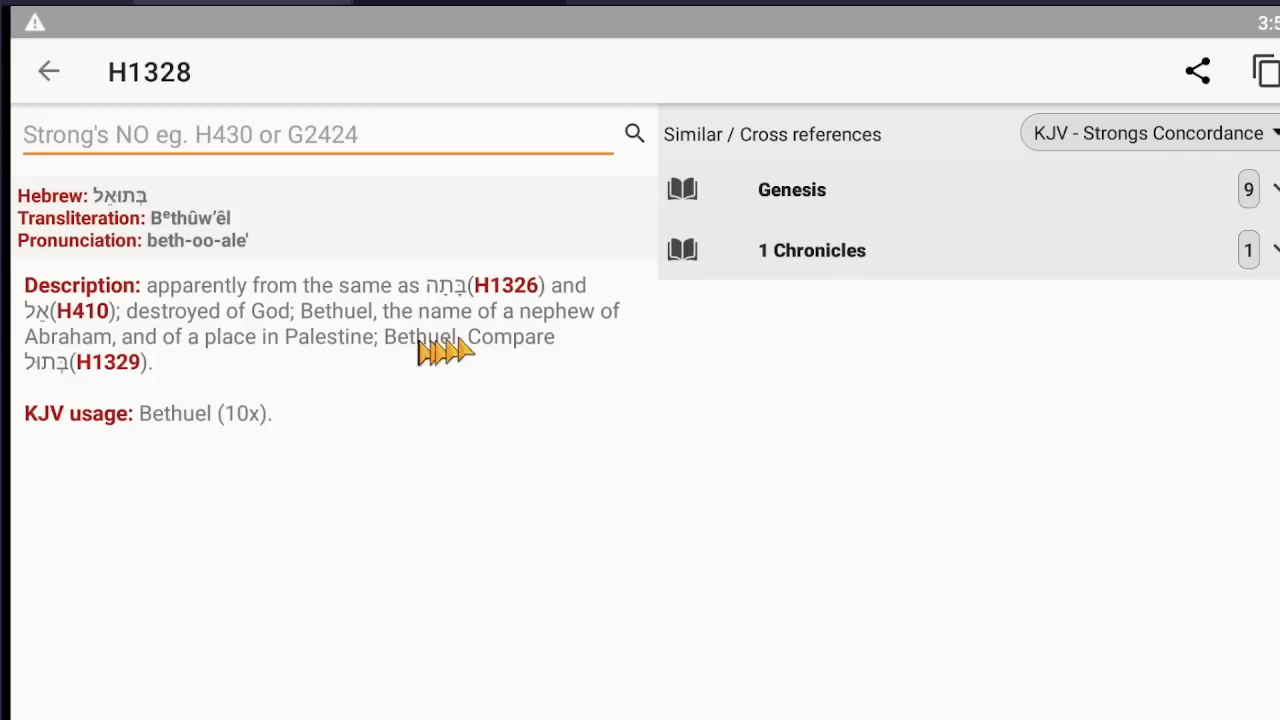 3:5
H1328
Strong's NO eg. H430 or G2424
Hebrew: בְּתוּאֵל
Transliteration: Bᵉthûwʼêl
Pronunciation: beth-oo-ale'
Description: apparently from the same as בָּתָה(H1326) and
אֵל(H410); destroyed of God; Bethuel, the name of a nephew of
Abraham, and of a place in Palestine; Bethuel. Compare
בְּתוּל(H1329).
KJV usage: Bethuel (10x).
Similar / Cross references
KJV - Strongs Concordance
Genesis
9
1 Chronicles
1